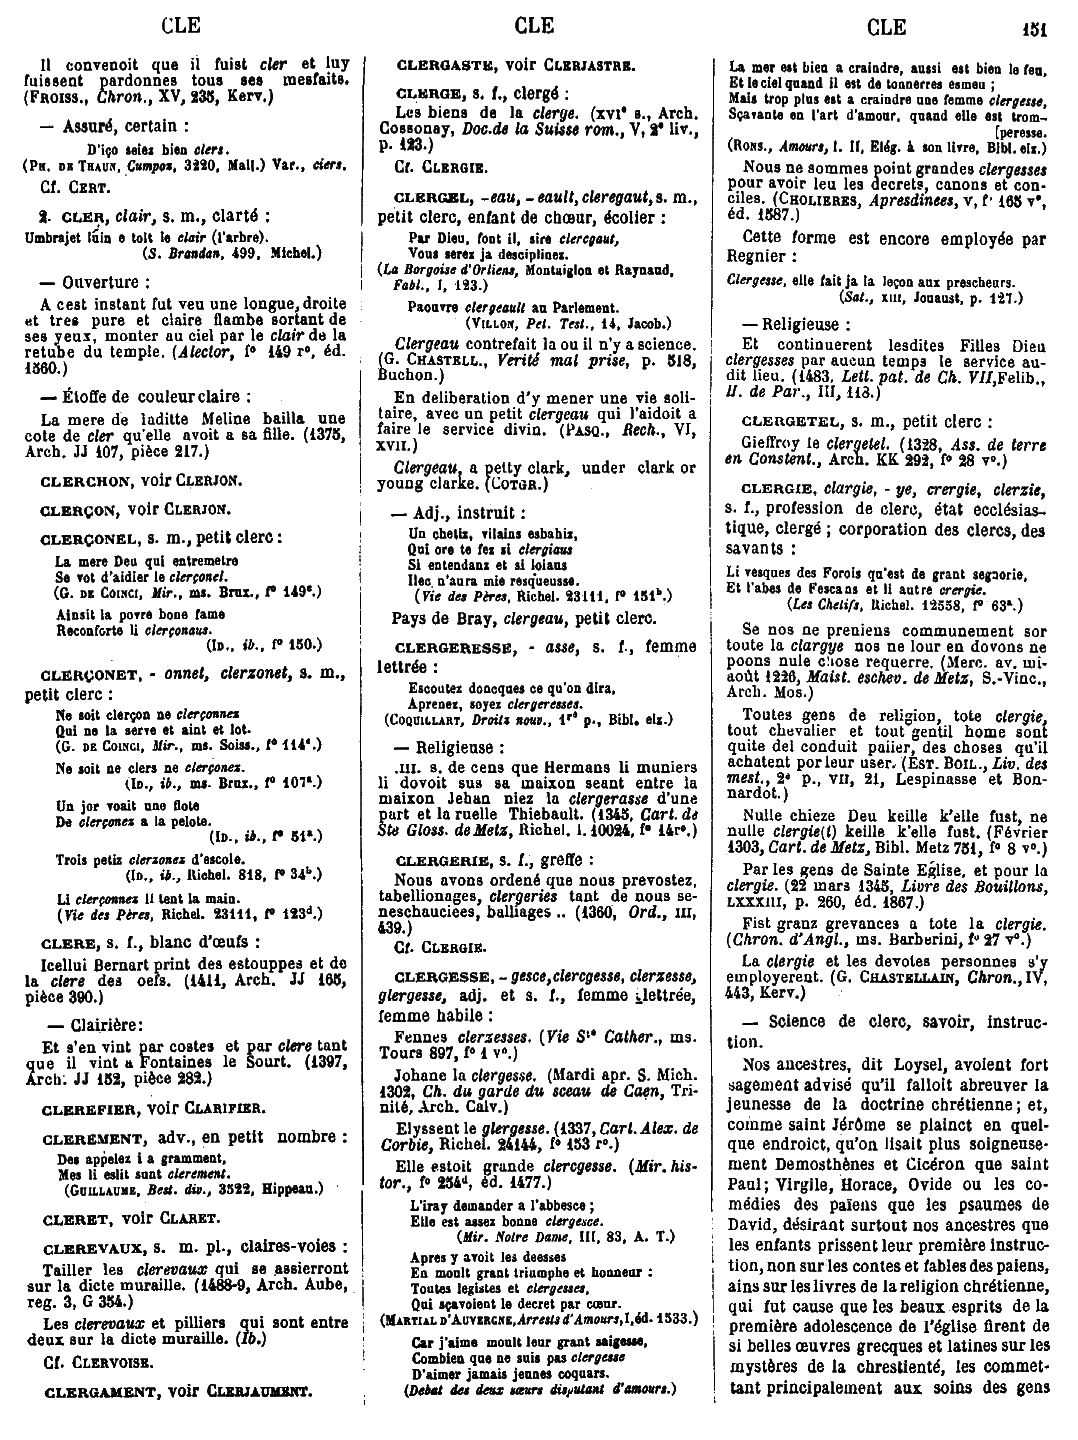 CLE
CLE
CLE
151
Il convenoit que il fuist cler et luy
fuissent pardonnes tous ses mesfaits.
(FROISS., Chron., XV, 235, Kerv.)
— Assuré, certain :
D'iço seiez bien clers.
(PH. DE THAUN, Cumpoz, 3220, Mall.) Var., ciers.
Cf. CERT.
2. CLER, clair, s. m., clarté :
Umbrajet luin e tolt le clair (l'arbre).
(S. Brandan, 499, Michel.)
— Ouverture :
A cest instant fut veu une longue, droite
et tres pure et claire flambe sortant de
ses yeux, monter au ciel par le clair de la
retube du temple. (Alector, f° 149 r°, éd.
1560.)
— Étoffe de couleur claire :
La mere de laditte Meline bailla une
cote de cler qu'elle avoit a sa fille. (1375,
Arch. JJ 107, pièce 217.)
CLERCHON, voir CLERJON.
CLERÇON, voir CLERJON.
CLERÇONEL, s. m., petit clerc :
La mere Deu qui entremetre
Se vot d'aidier le clerçonel.
(G. DE COINCI, Mir., ms. Brux., f° 149c.)
Ainsit la povre bone fame
Reconforte li clerçonaus.
(ID., ib., f° 150.)
CLERÇONET, - onnet, clerzonet, s. m.,
petit clerc :
Ne soit clerçon ne clerçonnez
Qui ne la serve et aint et lot.
(G. DE COINCI, Mir., ms. Soiss., f° 114d.)
Ne soit ne clers ne clerçonez.
(ID., ib., ms. Brux., f° 107a.)
Un jor voait une flote
De clerçonez a la pelote.
(ID., ib., f° 51a.)
Trois petiz clerzonez d'escole.
(ID., ib., Richel. 818, f° 34b.)
Li clerçonnez li tent la main.
(Vie des Pères, Richel. 23111, f° 123d.)
CLERE, s. f., blanc d'œufs :
Icellui Bernart print des estouppes et de
la clere des oefs. (1411, Arch. JJ 165,
pièce 390.)
— Clairière:
Et s'en vint par costes et par clere tant
que il vint a Fontaines le Sourt. (1397,
Arch. JJ 152, pièce 282.)
CLEREFIER, voir CLARIFIER.
CLEREMENT, adv., en petit nombre :
Des appelez i a gramment,
Mes li eslit sunt clerement.
(GUILLAUME, Best. div., 3522, Hippeau.)
CLERET, voir CLARET.
CLEREVAUX, s. m. pl., claires-voies :
Tailler les clerevaux qui se assierront
sur la dicte muraille. (1488-9, Arch. Aube,
reg. 3, G 354.)
Les clerevaux et pilliers qui sont entre
deux sur la dicte muraille. (Ib.)
Cf. CLERVOISE.
CLERGAMENT, voir CLERJAUMENT.
CLERGASTE, voir CLERJASTRE.
CLERGE, s. f., clergé :
Les biens de la clerge. (XVIe s., Arch.
Cossonay, Doc. de la Suisse rom., V, 2e liv.,
p. 123.)
Cf. CLERGIE.
CLERGEL, -eau, - eault, cleregaut, s. m.,
petit clerc, enfant de chœur, écolier :
Par Dieu, font il, sire clercgaut,
Vous serez ja desciplinez.
(La Borgoise d'Orliens, Montaiglon et Raynaud,
Fabl., I, 123.)
Paouvre clergeault au Parlement.
(VILLON, Pet. Test., 14, Jacob.)
Clergeau contrefait la ou il n'y a science.
(G. CHASTELL., Verité mal prise, p. 518,
Buchon.)
En deliberation d'y mener une vie soli-
taire, avec un petit clergeau qui l'aidoit a
faire le service divin. (PASQ., Rech., VI,
XVII.)
Clergeau, a petty clark, under clark or
young clarke. (COTGR.)
— Adj., instruit :
Un chetiz, vilains esbahiz,
Qui ore te fez si clergiaus
Si entendanz et si loiaus
Ilec n'aura mie resqueusse.
(Vie des Pères, Richel. 23111, f° 151b.)
Pays de Bray, clergeau, petit clerc.
CLERGERESSE, - asse, s. f., femme
lettrée :
Escoutez doncques ce qu'on dira,
Aprenez, soyez clergeresses.
(COQUILLART, Droits nouv., 1re p., Bibl. elz.)
— Religieuse :
.III. s. de cens que Hermans li muniers
li dovoit sus sa maixon seant entre la
maixon Jehan niez la clergerasse d'une
part et la ruelle Thiebault. (1345, Cart. de
Ste Gloss. de Metz, Richel. l. 10024, f° 14r°.)
CLERGERIE, s. f., greffe :
Nous avons ordené que nous prevostez,
tabellionages, clergeries tant de nous se-
neschauciees, balliages .. (1360, Ord., III,
439.)
Cf. CLERGIE.
CLERGESSE, - gesce, clercgesse, clerzesse,
glergesse, adj. et s. f., femme illettrée,
femme habile :
Fennes clerzesses. (Vie Ste Cather., ms.
Tours 897, f° 1 v°.)
Johane la clergesse. (Mardi apr. S. Mich.
1302, Ch. du garde du sceau de Caen, Tri-
nité, Arch. Calv.)
Elyssent le glergesse. (1337, Cart. Alex. de
Corbie, Richel. 24144, f° 153 r°.)
Elle estoit grande clercgesse. (Mir. his-
tor., f° 254d, éd. 1477.)
L'iray demander a l'abbesce ;
Elle est assez bonne clergesce.
(Mir. Notre Dame, III, 83, A. T.)
Apres y avoit les deesses
En moult grant triumphe et honneur :
Toutes legistes et clergesses,
Qui sçavoient le decret par cœur.
(MARTIAL D'AUVERGNE, Arrests d'Amours, I, éd. 1533.)
Car j'aime moult leur grant saigesse,
Combien que ne suis pas clergesse
D'aimer jamais jeunes coquars.
(Debat des deux sœurs disputant d'amours.)
La mer est bien a craindre, aussi est bien le feu,
Et le ciel quand il est de tonnerres esmeu ;
Mais trop plus est a craindre une femme clergesse,
Sçavante en l'art d'amour, quand elle est trom-
[peresse.
(RONS., Amours, l. II, Elég. à son livre, Bibl. elz.)
Nous ne sommes point grandes clergesses
pour avoir leu les decrets, canons et con-
ciles. (CHOLIERES, Apresdinees, v, f° 165 v°,
éd. 1587.)
Cette forme est encore employée par
Regnier :
Clergesse, elle fait ja la leçon aux prescheurs.
(Sat., XIII, Jouaust, p. 127.)
— Religieuse :
Et continuerent lesdites Filles Dieu
clergesses par aucun temps le service au-
dit lieu. (1483, Lett. pat. de Ch. VII, Felib.,
H. de Par., III, 113.)
CLERGETEL, s. m., petit clerc :
Gieffroy le clergetel. (1328, Ass. de terre
en Constent., Arch. KK 292, f° 28 v°.)
CLERGIE, clargie, - ye, crergie, clerzie,
s. f., profession de clerc, état ecclésias-
tique, clergé ; corporation des clercs, des
savants :
Li vesques des Forois qu'est de grant segnorie,
Et l'abes de Fescans et li autre crergie.
(Les Chetifs, Richel. 12558, f° 63a.)
Se nos ne preniens communement sor
toute la clargye nos ne lour en dovons ne
poons nule chose requerre. (Merc. av. mi-
août 1226, Maist. eschev. de Metz, S.-Vinc.,
Arch. Mos.)
Toutes gens de religion, tote clergie,
tout chevalier et tout gentil home sont
quite del conduit paiier, des choses qu'il
achatent por leur user. (EST. BOIL., Liv. des
mest., 2e p., VII, 21, Lespinasse et Bon-
nardot.)
Nulle chieze Deu keille k'elle fust, ne
nulle clergie(t) keille k'elle fust. (Février
1303, Cart. de Metz, Bibl. Metz 751, f° 8 v°.)
Par les gens de Sainte Eglise, et pour la
clergie. (22 mars 1345, Livre des Bouillons,
LXXXIII, p. 260, éd. 1867.)
Fist granz grevances a tote la clergie.
(Chron. d'Angl., ms. Barberini, f° 27 v°.)
La clergie et les devotes personnes s'y
employerent. (G. CHASTELLAIN, Chron., IV,
443, Kerv.)
— Science de clerc, savoir, instruc-
tion.
Nos ancestres, dit Loysel, avoient fort
sagement advisé qu'il falloit abreuver la
jeunesse de la doctrine chrétienne ; et,
comme saint Jérôme se plainct en quel-
que endroict, qu'on lisait plus soigneuse-
ment Demosthènes et Cicéron que saint
Paul ; Virgile, Horace, Ovide ou les co-
médies des païens que les psaumes de
David, désirant surtout nos ancestres que
les enfants prissent leur première instruc-
tion, non sur les contes et fables des paiens,
ains sur les livres de la religion chrétienne,
qui fut cause que les beaux esprits de la
première adolescence de l'église firent de
si belles œuvres grecques et latines sur les
mystères de la chrestienté, les commet-
tant principalement aux soins des gens